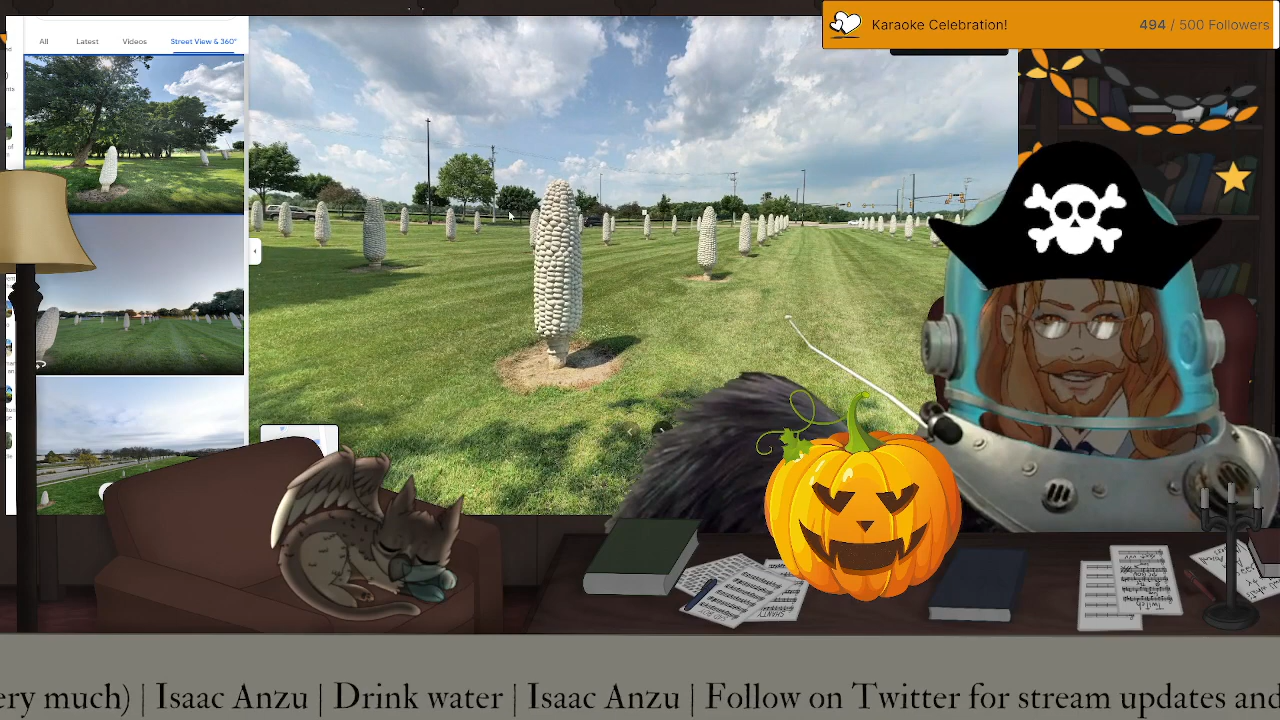 Karaoke Celebration!
494 / 500 Followers
All Latest Videos Street View & 360°
ery much) | Isaac Anzu | Drink water | Isaac Anzu | Follow on Twitter for stream updates and